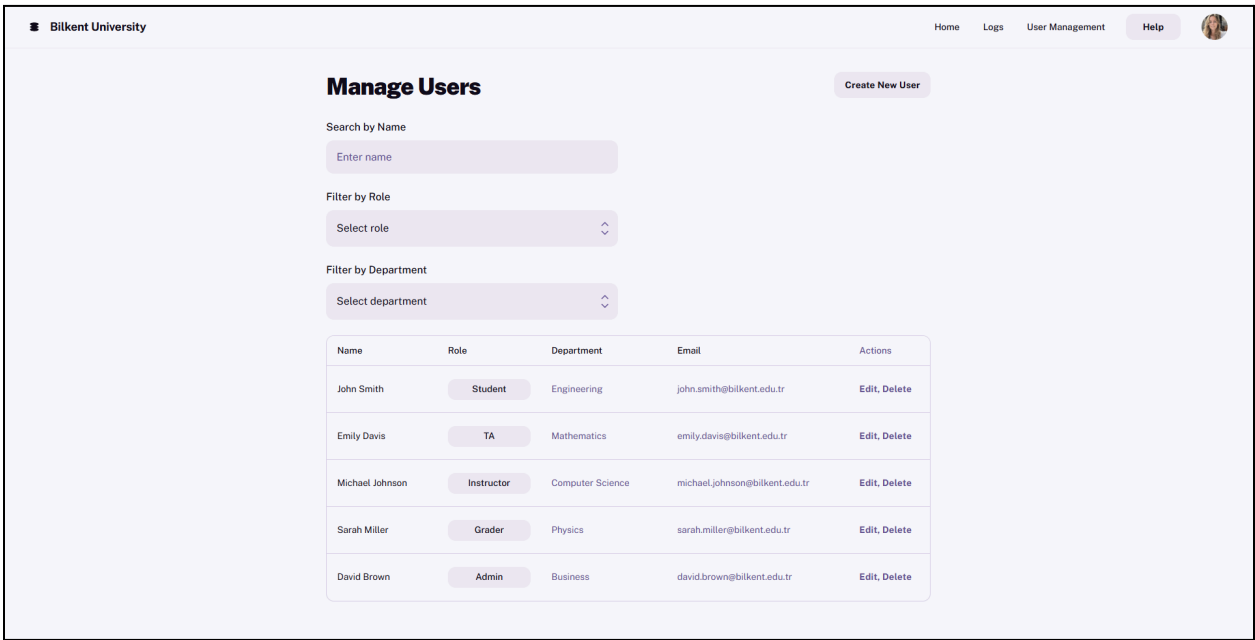 Bilkent University Home Logs User Management Help
Manage Users Create New User
Search by Name
Enter name
Filter by Role
Select role
Filter by Department
Select department
Name Role Department Email Actions
John Smith Student Engineering john.smith@bilkent.edu.tr Edit, Delete
Emily Davis TA Mathematics emily.davis@bilkent.edu.tr Edit, Delete
Michael Johnson Instructor Computer Science michael.johnson@bilkent.edu.tr Edit, Delete
Sarah Miller Grader Physics sarah.miller@bilkent.edu.tr Edit, Delete
David Brown Admin Business david.brown@bilkent.edu.tr Edit, Delete